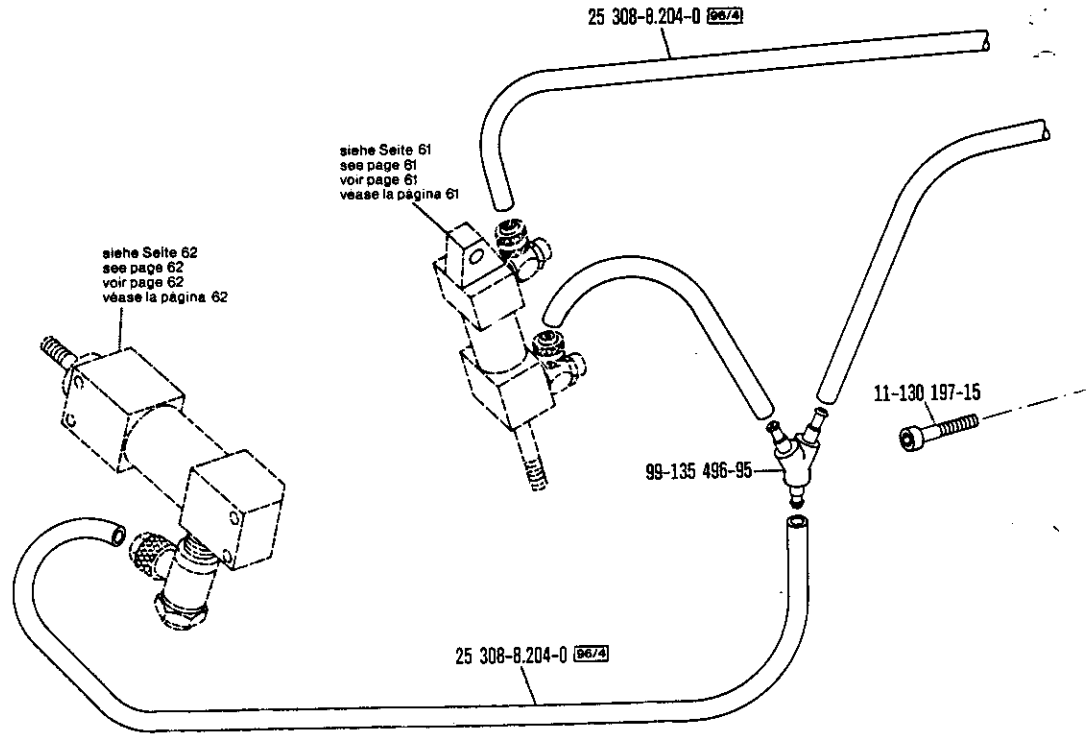 25 308-8.204-0 96/4
siehe Seite 61
see page 61
voir page 61
véase la página 61
siehe Seite 62
see page 62
voir page 62
véase la página 62
11-130 197-15
99-135 496-95
25 308-8.204-0 96/4